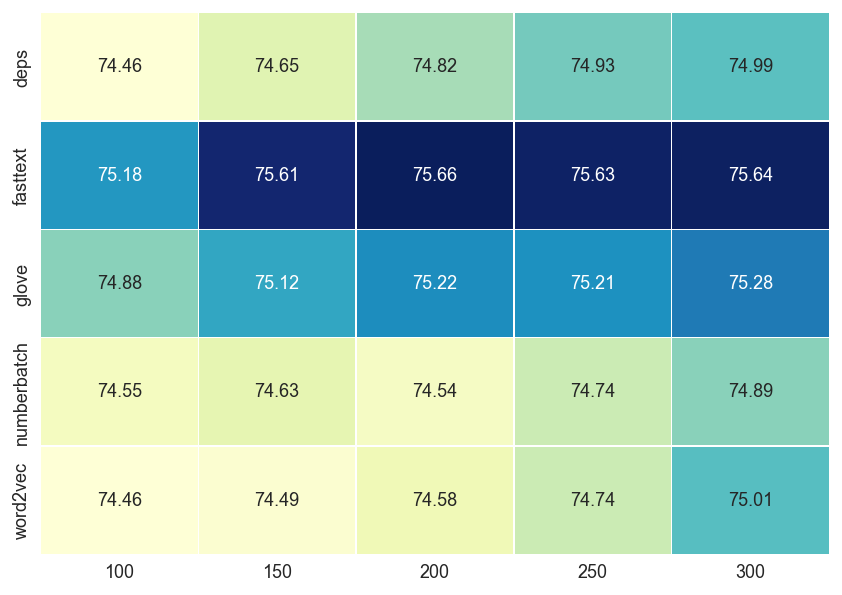 deps 74.46 74.65 74.82 74.93 74.99
fasttext 75.18 75.61 75.66 75.63 75.64
glove 74.88 75.12 75.22 75.21 75.28
numberbatch 74.55 74.63 74.54 74.74 74.89
word2vec 74.46 74.49 74.58 74.74 75.01
100 150 200 250 300